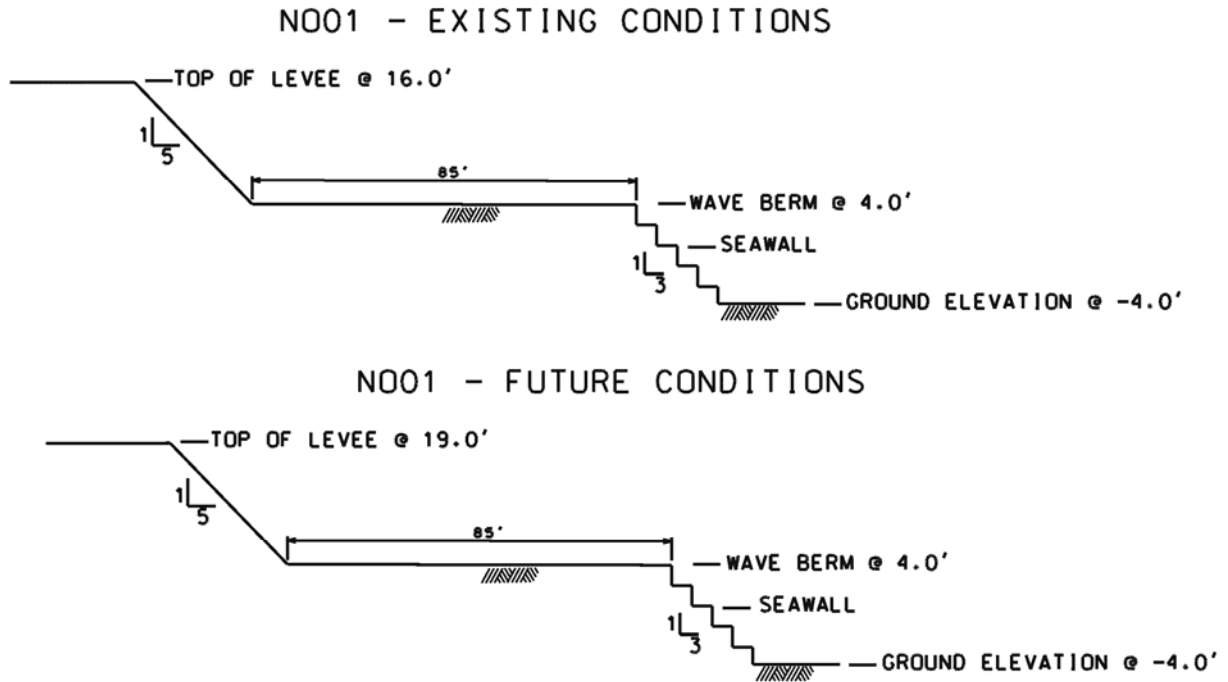 NO01 - EXISTING CONDITIONS
TOP OF LEVEE @ 16.0'
1
5
85'
WAVE BERM @ 4.0'
SEAWALL
1
3
GROUND ELEVATION @ -4.0'
NO01 - FUTURE CONDITIONS
TOP OF LEVEE @ 19.0'
1
5
85'
WAVE BERM @ 4.0'
SEAWALL
1
3
GROUND ELEVATION @ -4.0'